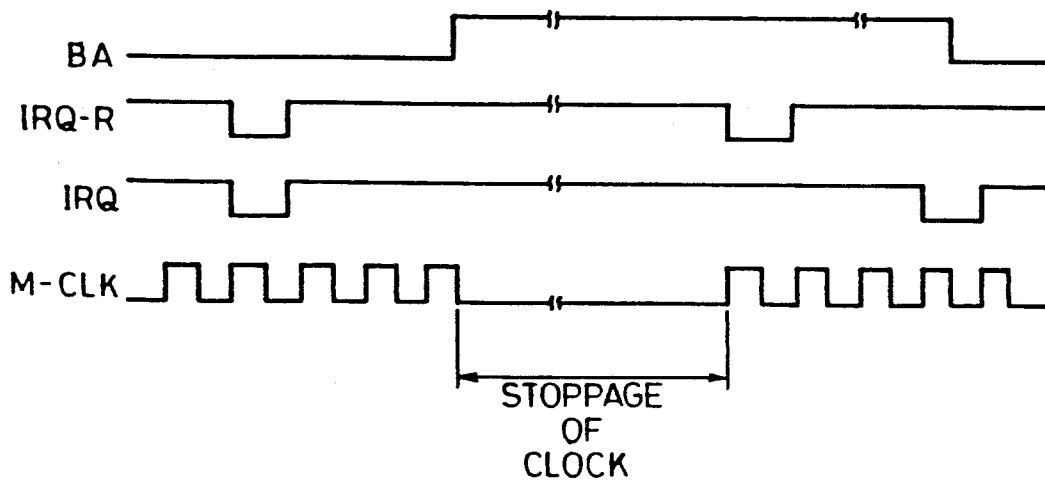 BA
IRQ-R
IRQ
M-CLK
STOPPAGE
OF
CLOCK